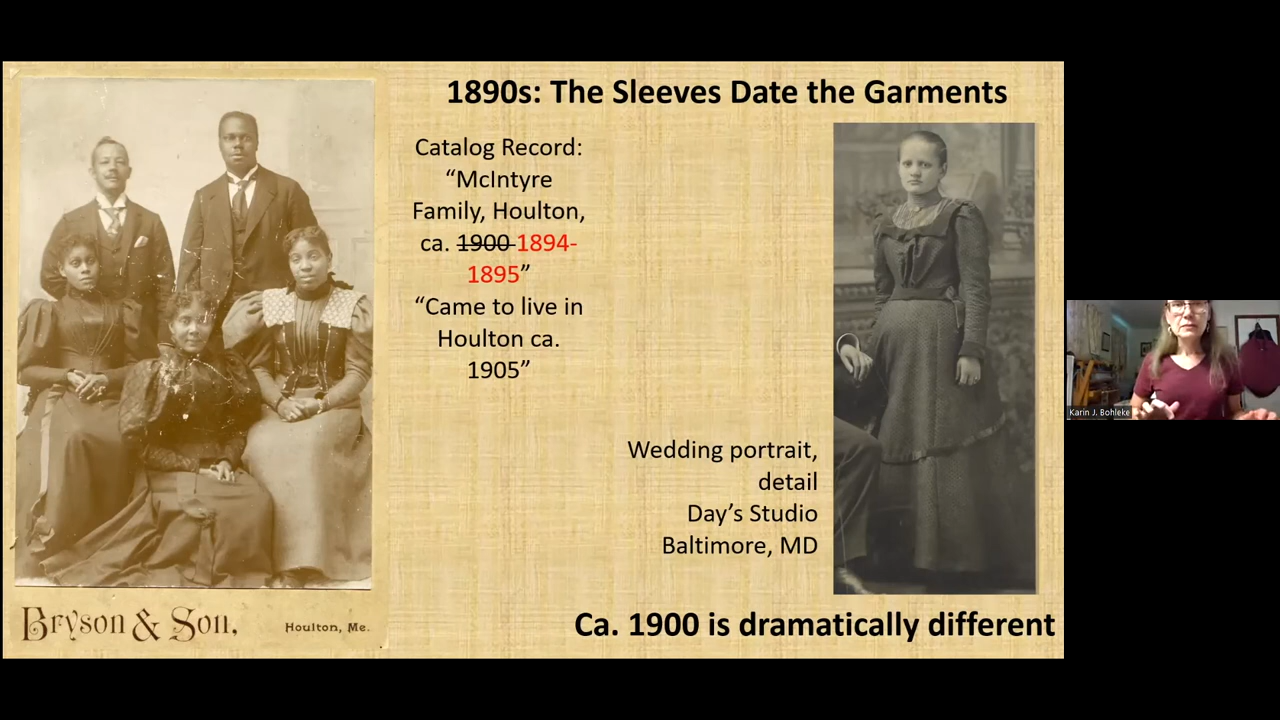 1890s: The Sleeves Date the Garments
Catalog Record:
“McIntyre
Family, Houlton,
ca. 1900 1894-
1895”
“Came to live in
Houlton ca.
1905”
Wedding portrait,
detail
Day’s Studio
Baltimore, MD
Bryson & Son,
Houlton, Me.
Ca. 1900 is dramatically different
Karin J. Bohleke